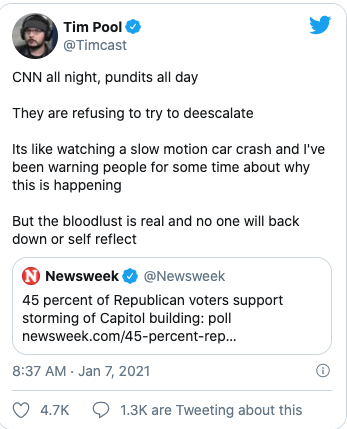 Tim Pool
@Timcast
CNN all night, pundits all day
They are refusing to try to deescalate
Its like watching a slow motion car crash and I've
been warning people for some time about why
this is happening
But the bloodlust is real and no one will back
down or self reflect
N Newsweek @Newsweek
45 percent of Republican voters support
storming of Capitol building: poll
newsweek.com/45-percent-rep...
8:37 AM · Jan 7, 2021
4.7K 1.3K are Tweeting about this